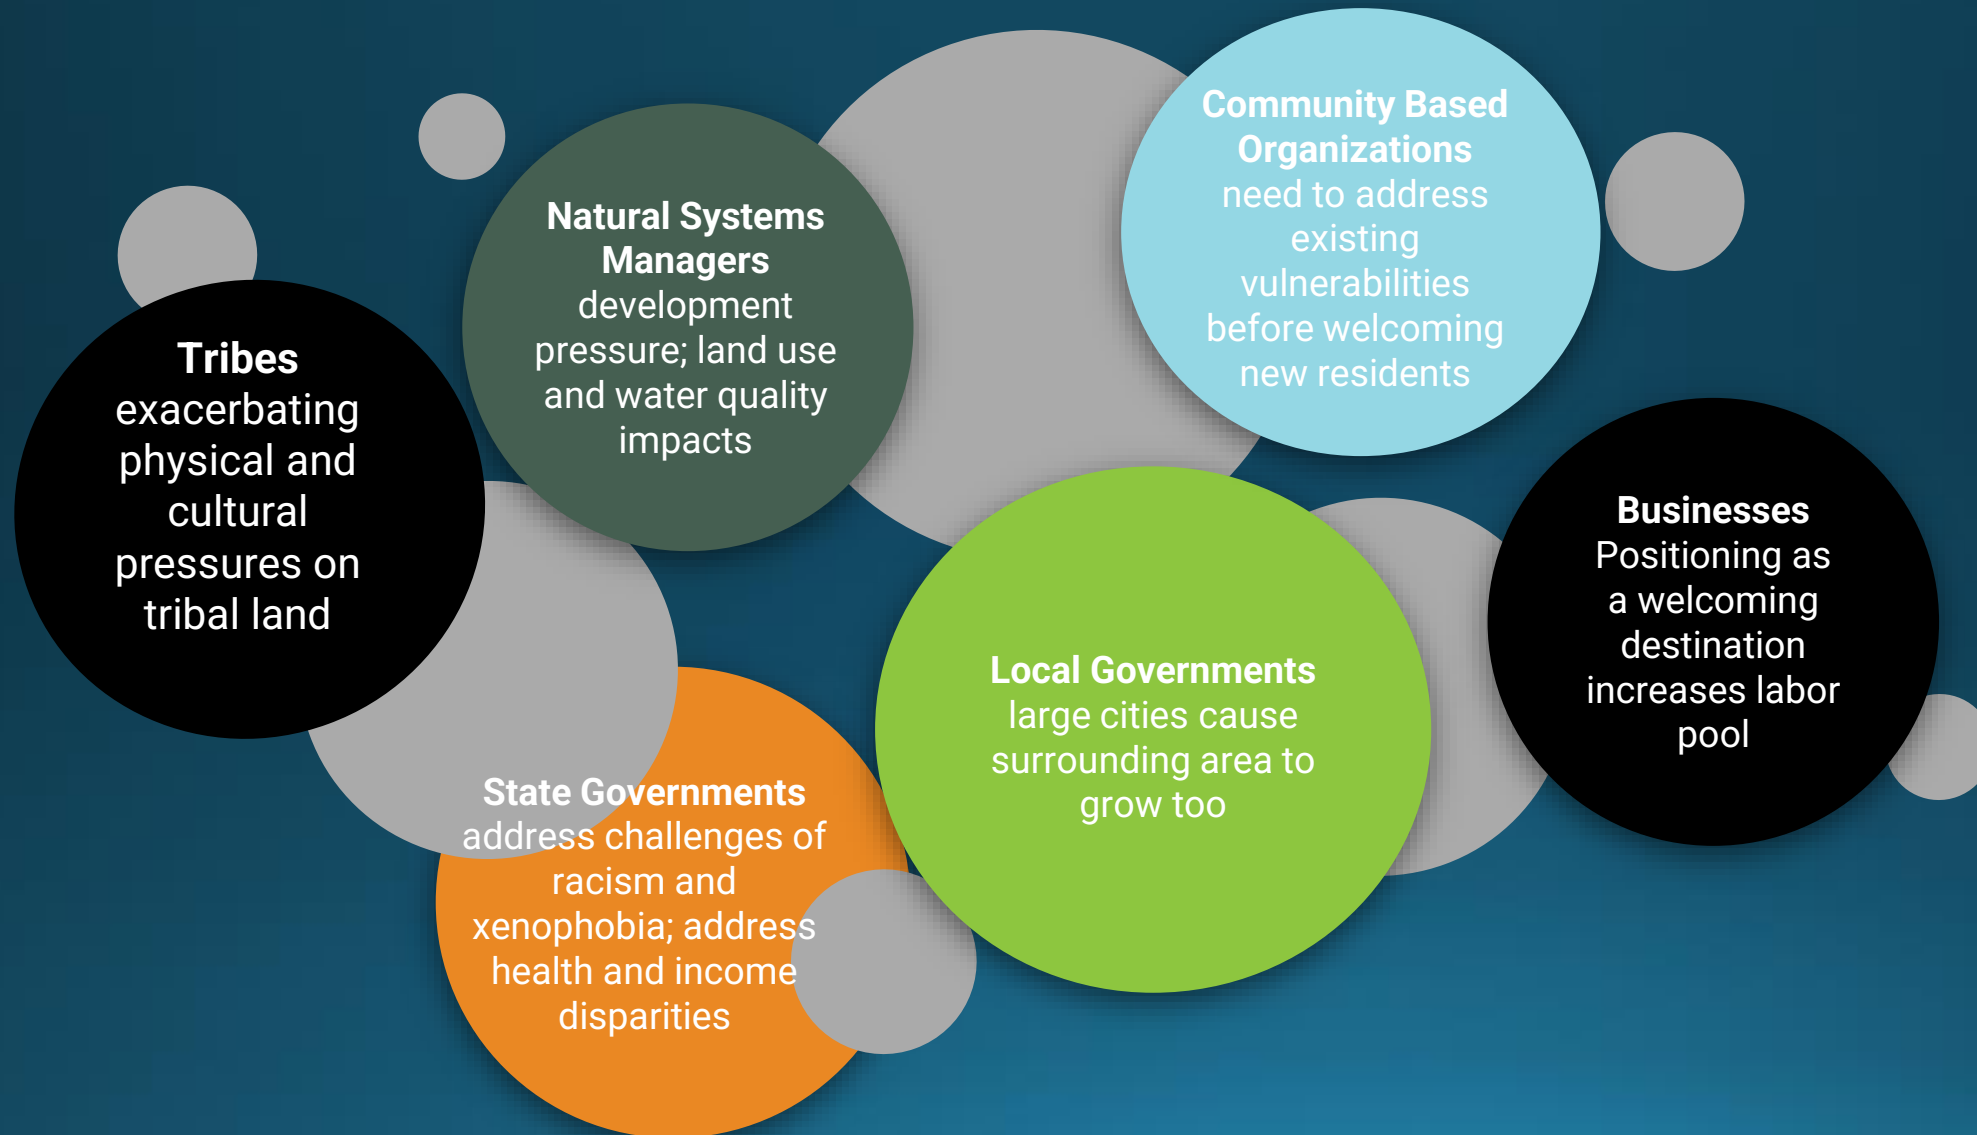 Tribes
exacerbating
physical and
cultural
pressures on
tribal land
Natural Systems
Managers
development
pressure; land use
and water quality
impacts
Community Based
Organizations
need to address
existing
vulnerabilities
before welcoming
new residents
State Governments
address challenges of
racism and
xenophobia; address
health and income
disparities
Local Governments
large cities cause
surrounding area to
grow too
Businesses
Positioning as
a welcoming
destination
increases labor
pool